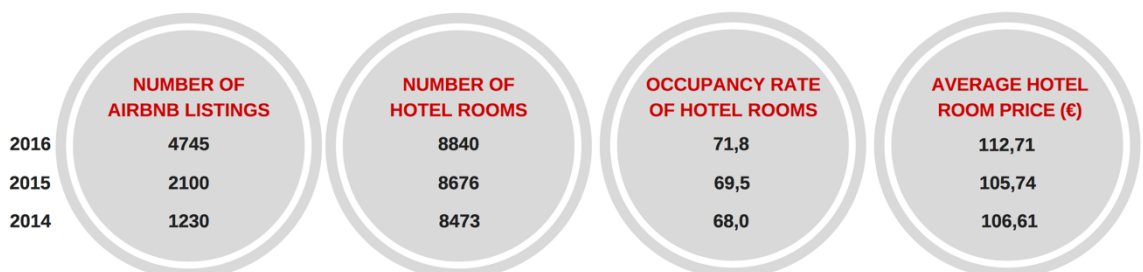 NUMBER OF AIRBNB LISTINGS
NUMBER OF HOTEL ROOMS
OCCUPANCY RATE OF HOTEL ROOMS
AVERAGE HOTEL ROOM PRICE (€)
2016 4745 8840 71,8 112,71
2015 2100 8676 69,5 105,74
2014 1230 8473 68,0 106,61